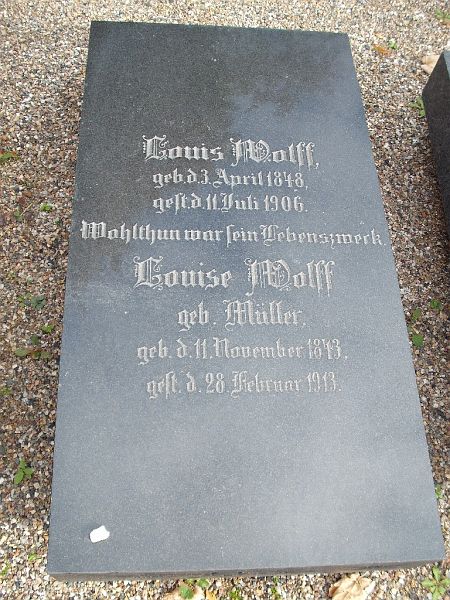 Louis Wolff,
geb. d. 3. April 1848,
gest. d. 11. Juli 1906.
Wohlthun war sein Lebenszweck.
Louise Wolff
geb. Müller,
geb. d. 11. November 1843,
gest. d. 28. Februar 1913.